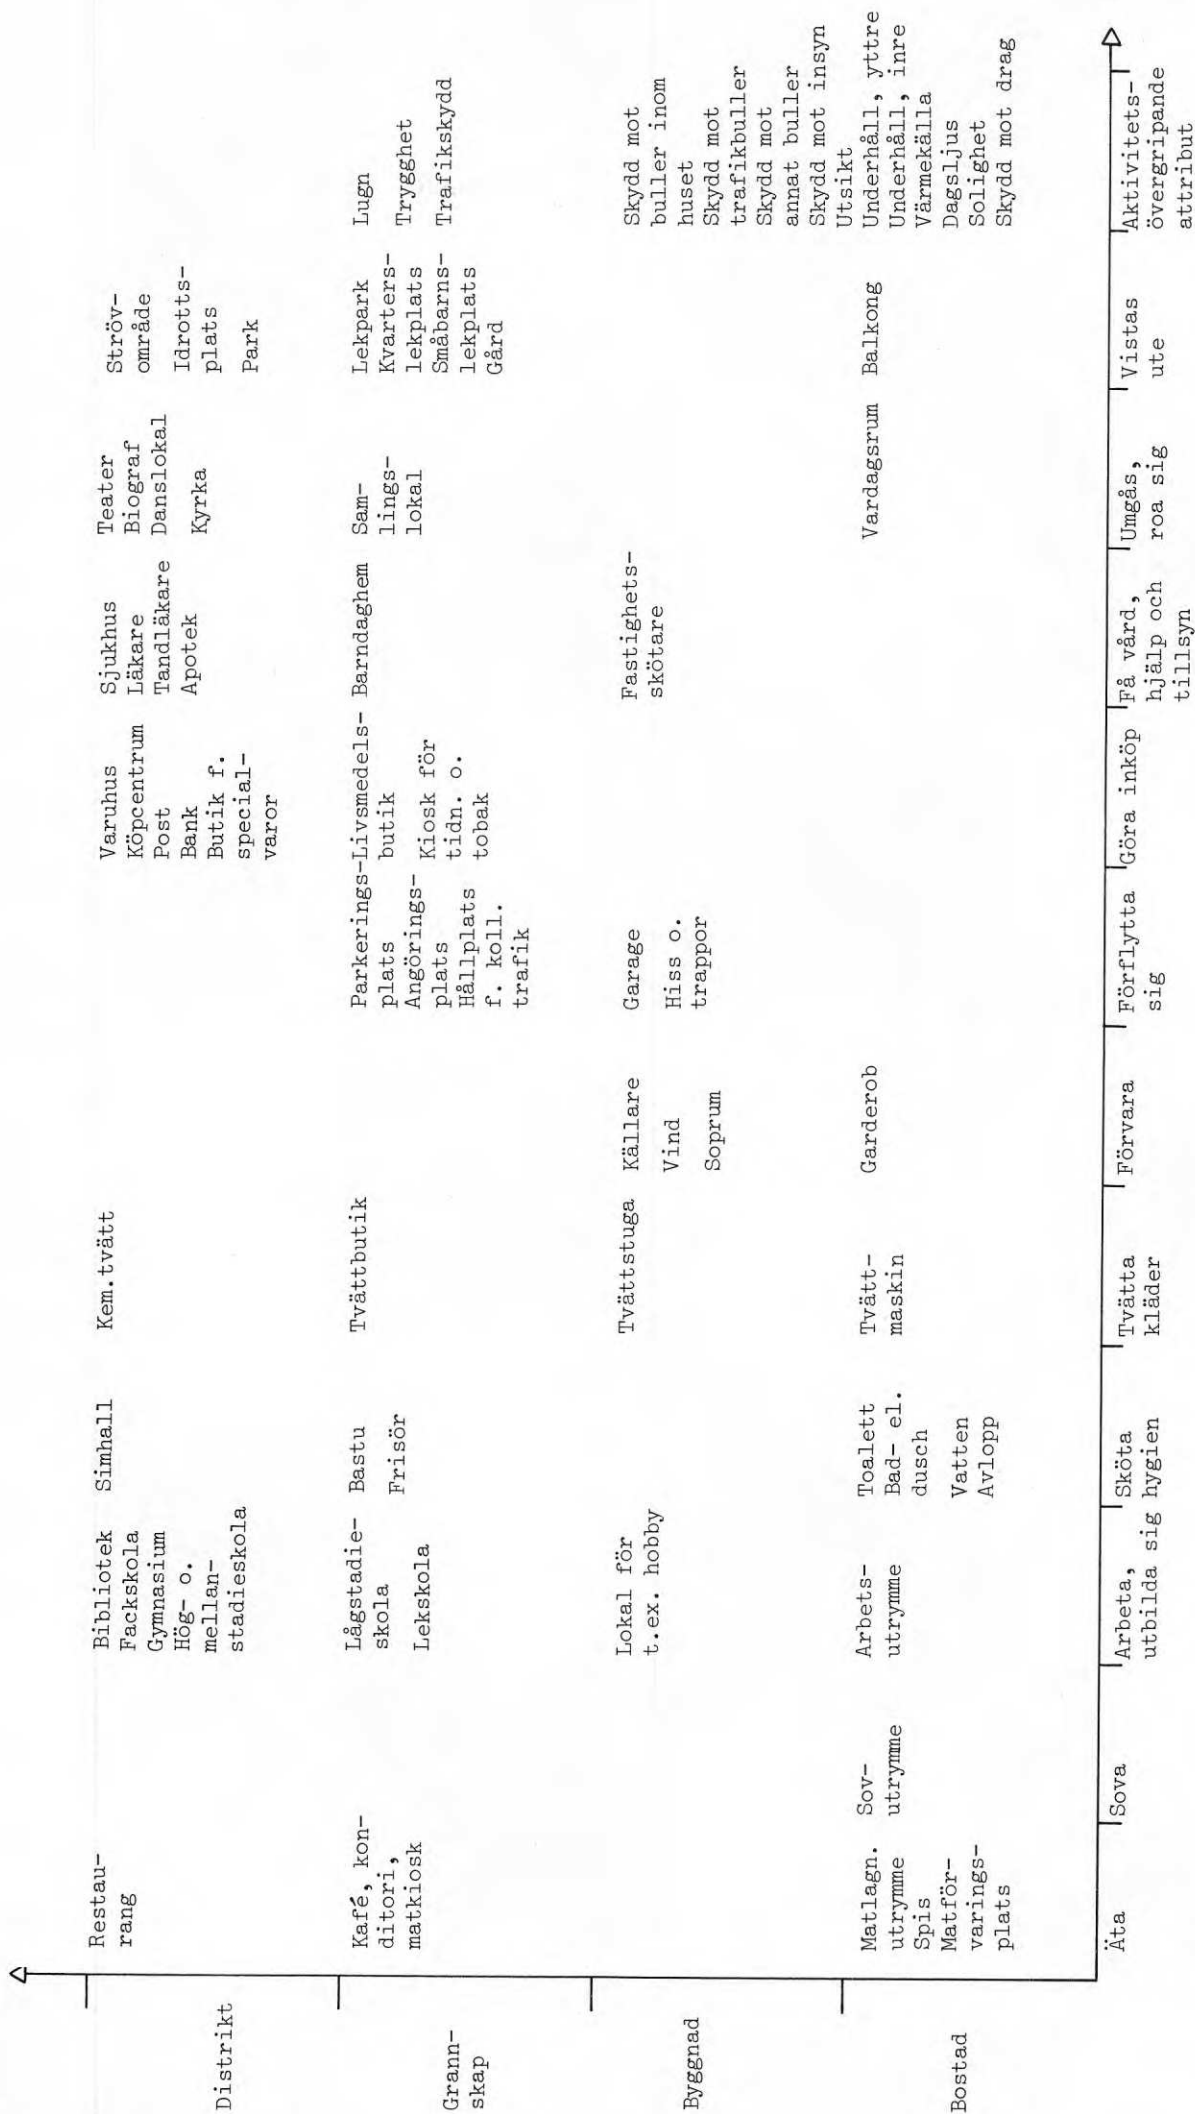 Distrikt
Restau-
rang
Bibliotek
Fackskola
Gymnasium
Hög- o.
mellan-
stadieskola
Simhall
Kem.tvätt
Varuhus
Köpcentrum
Post
Bank
Butik f.
special-
varor
Sjukhus
Läkare
Tandläkare
Apotek
Teater
Biograf
Danslokal
Kyrka
Ströv-
område
Idrotts-
plats
Park
Grann-
skap
Kafé, kon-
ditori,
matkiosk
Lågstadie-
skola
Lekskola
Bastu
Frisör
Tvättbutik
Parkerings-
plats
Angörings-
plats
Hållplats
f. koll.
trafik
Livsmedels-
butik
Kiosk för
tidn. o.
tobak
Barndaghem
Sam-
lings-
lokal
Lekpark
Kvarters-
lekplats
Småbarns-
lekplats
Gård
Lugn
Trygghet
Trafikskydd
Byggnad
Lokal för
t.ex. hobby
Tvättstuga
Källare
Vind
Soprum
Garage
Hiss o.
trappor
Fastighets-
skötare
Skydd mot
buller inom
huset
Skydd mot
trafikbuller
Skydd mot
annat buller
Skydd mot insyn
Utsikt
Underhåll, yttre
Underhåll, inre
Värmekälla
Dagsljus
Solighet
Skydd mot drag
Bostad
Matlagn.
utrymme
Spis
Matför-
varings-
plats
Sov-
utrymme
Arbets-
utrymme
Toalett
Bad- el.
dusch
Vatten
Avlopp
Tvätt-
maskin
Garderob
Vardagsrum
Balkong
Äta
Sova
Arbeta,
utbilda sig
Sköta
hygien
Tvätta
kläder
Förvara
Förflytta
sig
Göra inköp
Få vård,
hjälp och
tillsyn
Umgås,
roa sig
Vistas
ute
Aktivitets-
övergripande
attribut